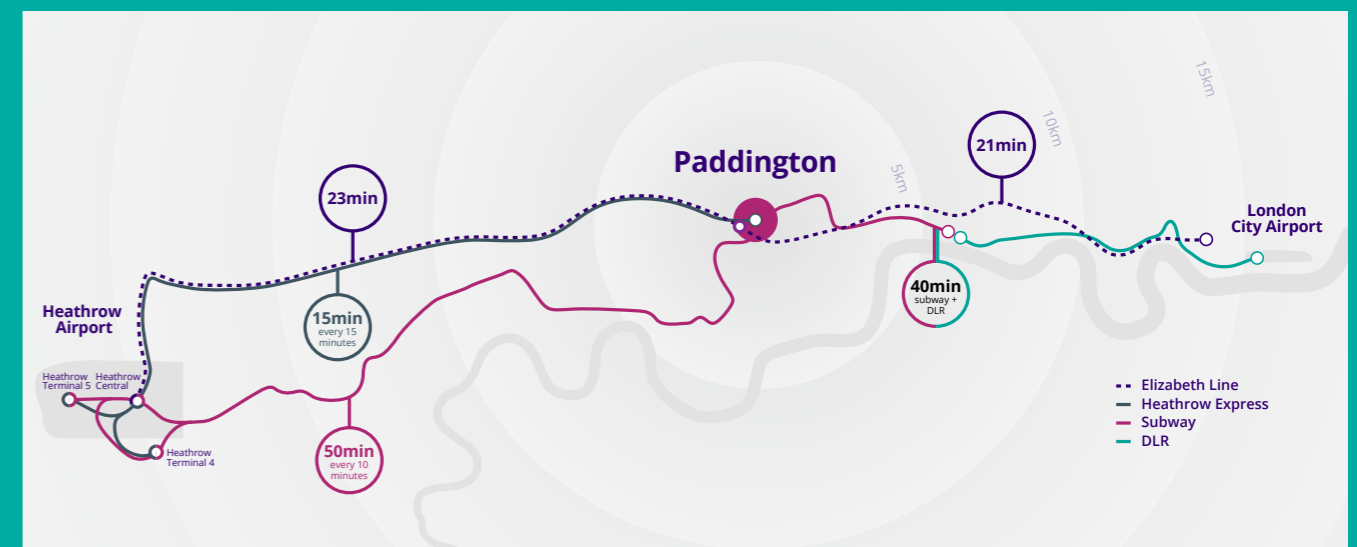 15km
10km
21min
5km
Paddington
23min
London
City Airport
Heathrow
Airport
40min
subway +
DLR
15min
every 15
minutes
Heathrow
Terminal 5
Heathrow
Central
Heathrow
Terminal 4
50min
every 10
minutes
Elizabeth Line
Heathrow Express
Subway
DLR